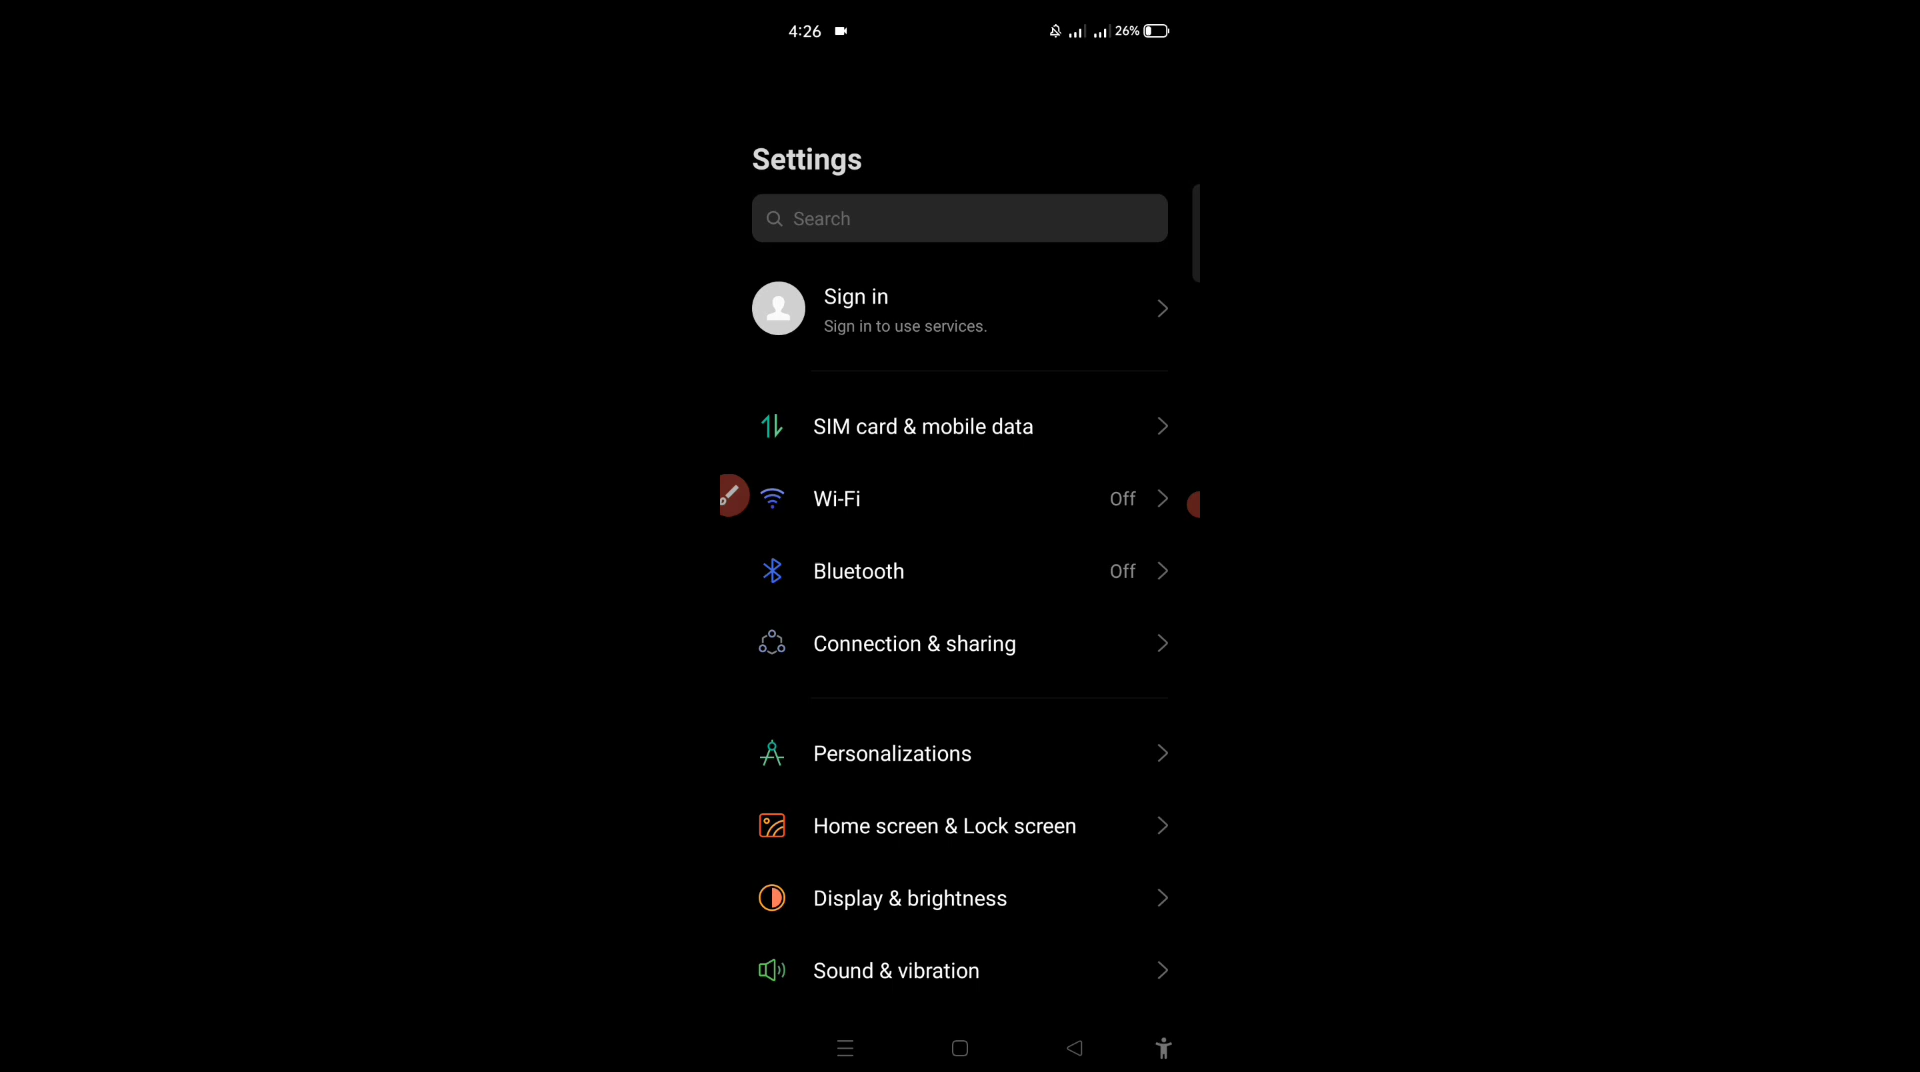 4:26 26%
Settings
Search
Sign in
Sign in to use services.
SIM card & mobile data
Wi-Fi Off
Bluetooth Off
Connection & sharing
Personalizations
Home screen & Lock screen
Display & brightness
Sound & vibration